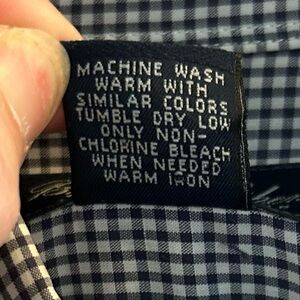 MACHINE WASH
WARM WITH
SIMILAR COLORS
TUMBLE DRY LOW
ONLY NON-
CHLORINE BLEACH
WHEN NEEDED
WARM IRON